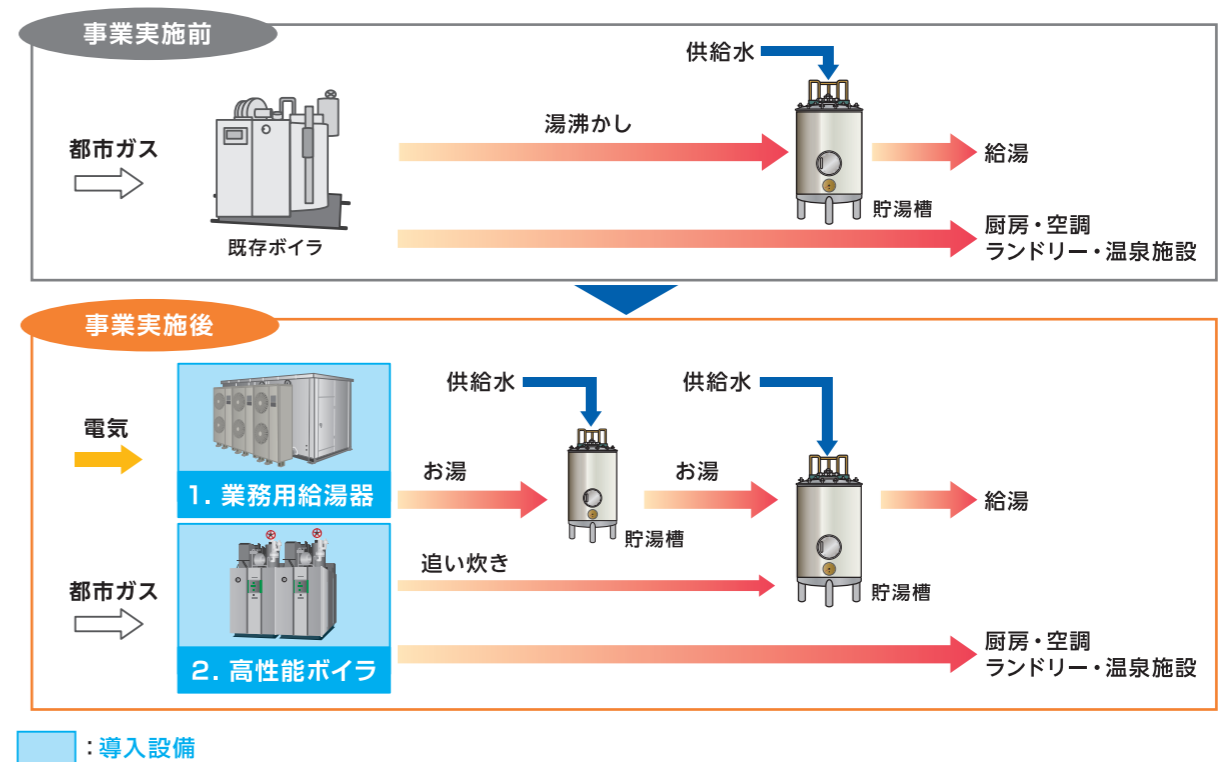 事業実施前
供給水
都市ガス
湯沸かし
給湯
貯湯槽
既存ボイラ
厨房・空調
ランドリー・温泉施設
事業実施後
供給水
供給水
電気
お湯
お湯
1. 業務用給湯器
給湯
貯湯槽
追い炊き
都市ガス
貯湯槽
2. 高性能ボイラ
厨房・空調
ランドリー・温泉施設
：導入設備